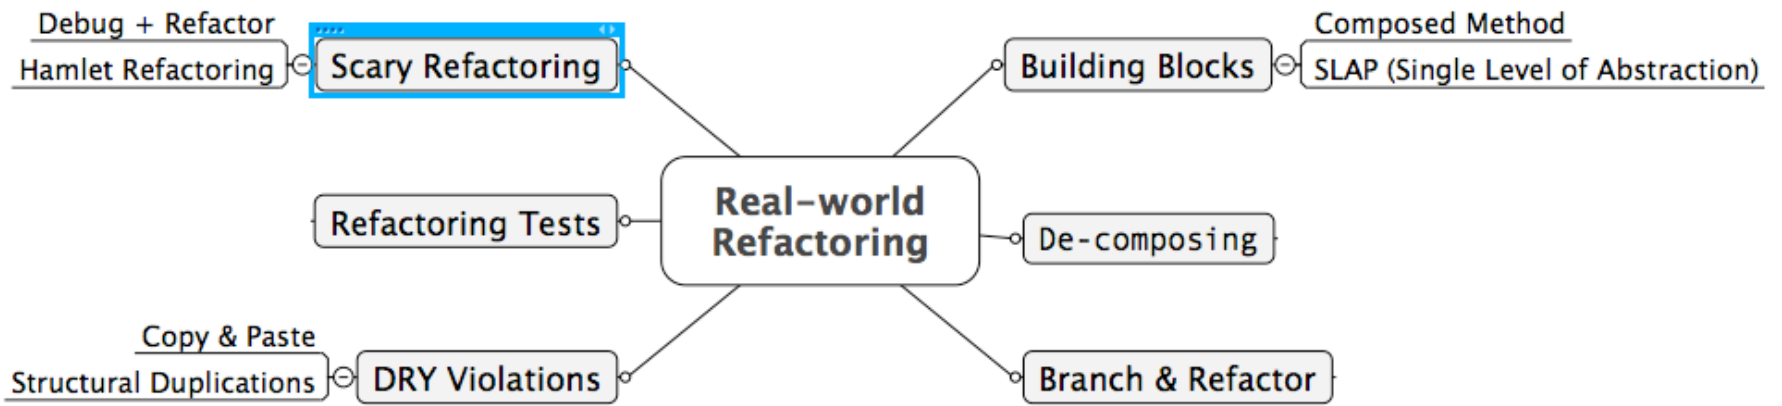 Debug + Refactor
Hamlet Refactoring
Scary Refactoring
Building Blocks
Composed Method
SLAP (Single Level of Abstraction)
Real-world
Refactoring
Refactoring Tests
De-composing
Copy & Paste
Structural Duplications
DRY Violations
Branch & Refactor